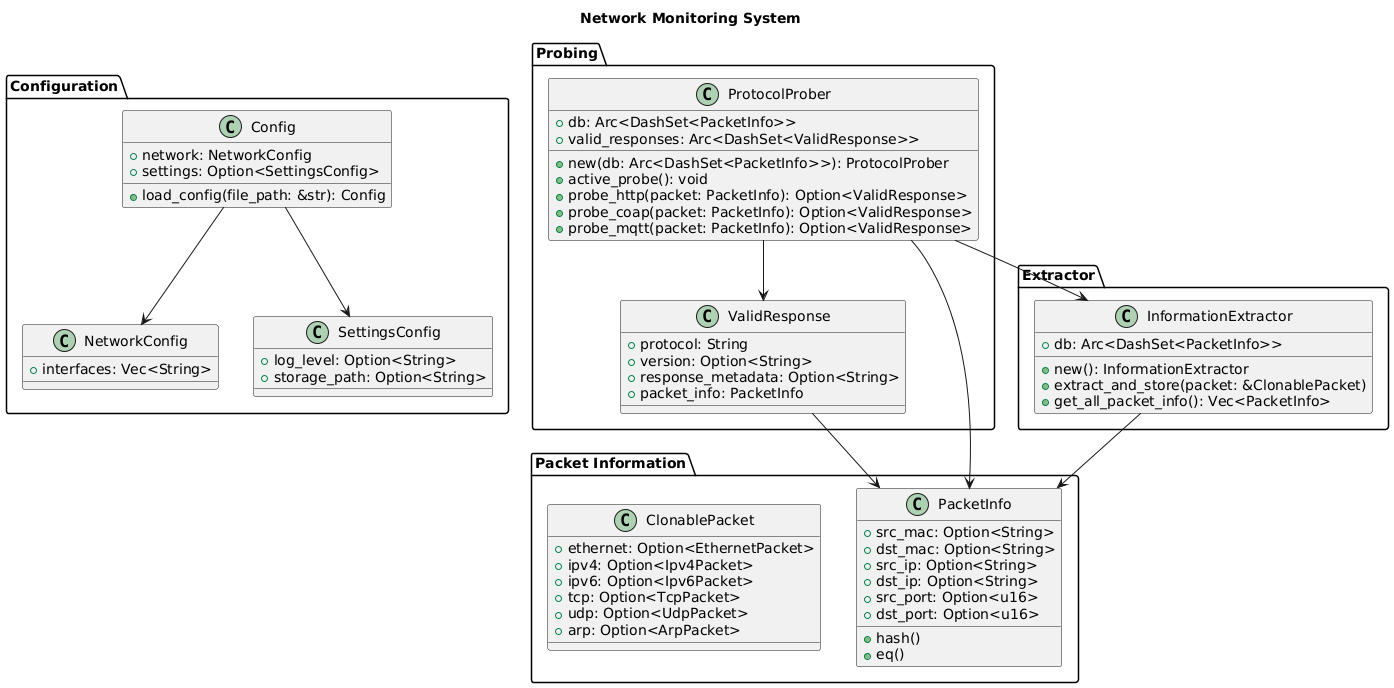 Network Monitoring System
Configuration
C Config
network: NetworkConfig
settings: Option<SettingsConfig>
load_config(file_path: &str): Config
C NetworkConfig
interfaces: Vec<String>
C SettingsConfig
log_level: Option<String>
storage_path: Option<String>
Probing
C ProtocolProber
db: Arc<DashSet<PacketInfo>>
valid_responses: Arc<DashSet<ValidResponse>>
new(db: Arc<DashSet<PacketInfo>>): ProtocolProber
active_probe(): void
probe_http(packet: PacketInfo): Option<ValidResponse>
probe_coap(packet: PacketInfo): Option<ValidResponse>
probe_mqtt(packet: PacketInfo): Option<ValidResponse>
C ValidResponse
protocol: String
version: Option<String>
response_metadata: Option<String>
packet_info: PacketInfo
Extractor
C InformationExtractor
db: Arc<DashSet<PacketInfo>>
new(): InformationExtractor
extract_and_store(packet: &ClonablePacket)
get_all_packet_info(): Vec<PacketInfo>
Packet Information
C ClonablePacket
ethernet: Option<EthernetPacket>
ipv4: Option<Ipv4Packet>
ipv6: Option<Ipv6Packet>
tcp: Option<TcpPacket>
udp: Option<UdpPacket>
arp: Option<ArpPacket>
C PacketInfo
src_mac: Option<String>
dst_mac: Option<String>
src_ip: Option<String>
dst_ip: Option<String>
src_port: Option<u16>
dst_port: Option<u16>
hash()
eq()